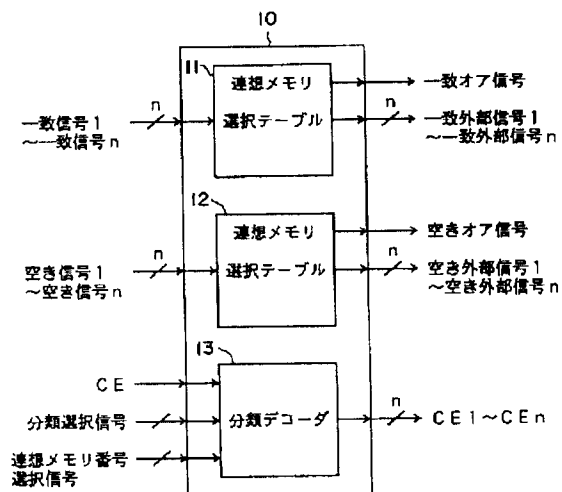 10
11
連想メモリ
選択テーブル
n
一致信号1
～一致信号n
一致オア信号
n
一致外部信号1
～一致外部信号n
12
連想メモリ
選択テーブル
n
空き信号1
～空き信号n
空きオア信号
n
空き外部信号1
～空き外部信号n
13
分類デコーダ
CE
分類選択信号
連想メモリ番号
選択信号
n
CE1～CEn